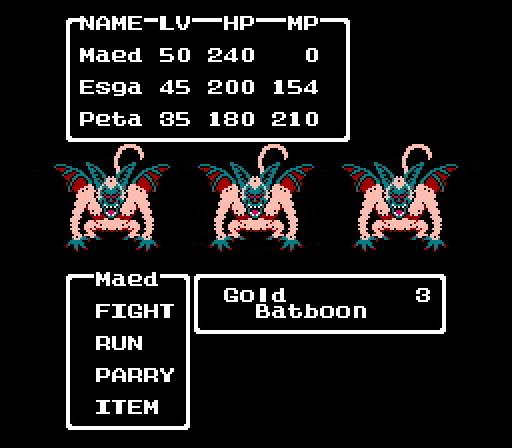 NAME LV HP MP
Maed 50 240 0
Esga 45 200 154
Peta 35 180 210
Maed
FIGHT
RUN
PARRY
ITEM
Gold 3
Batboon